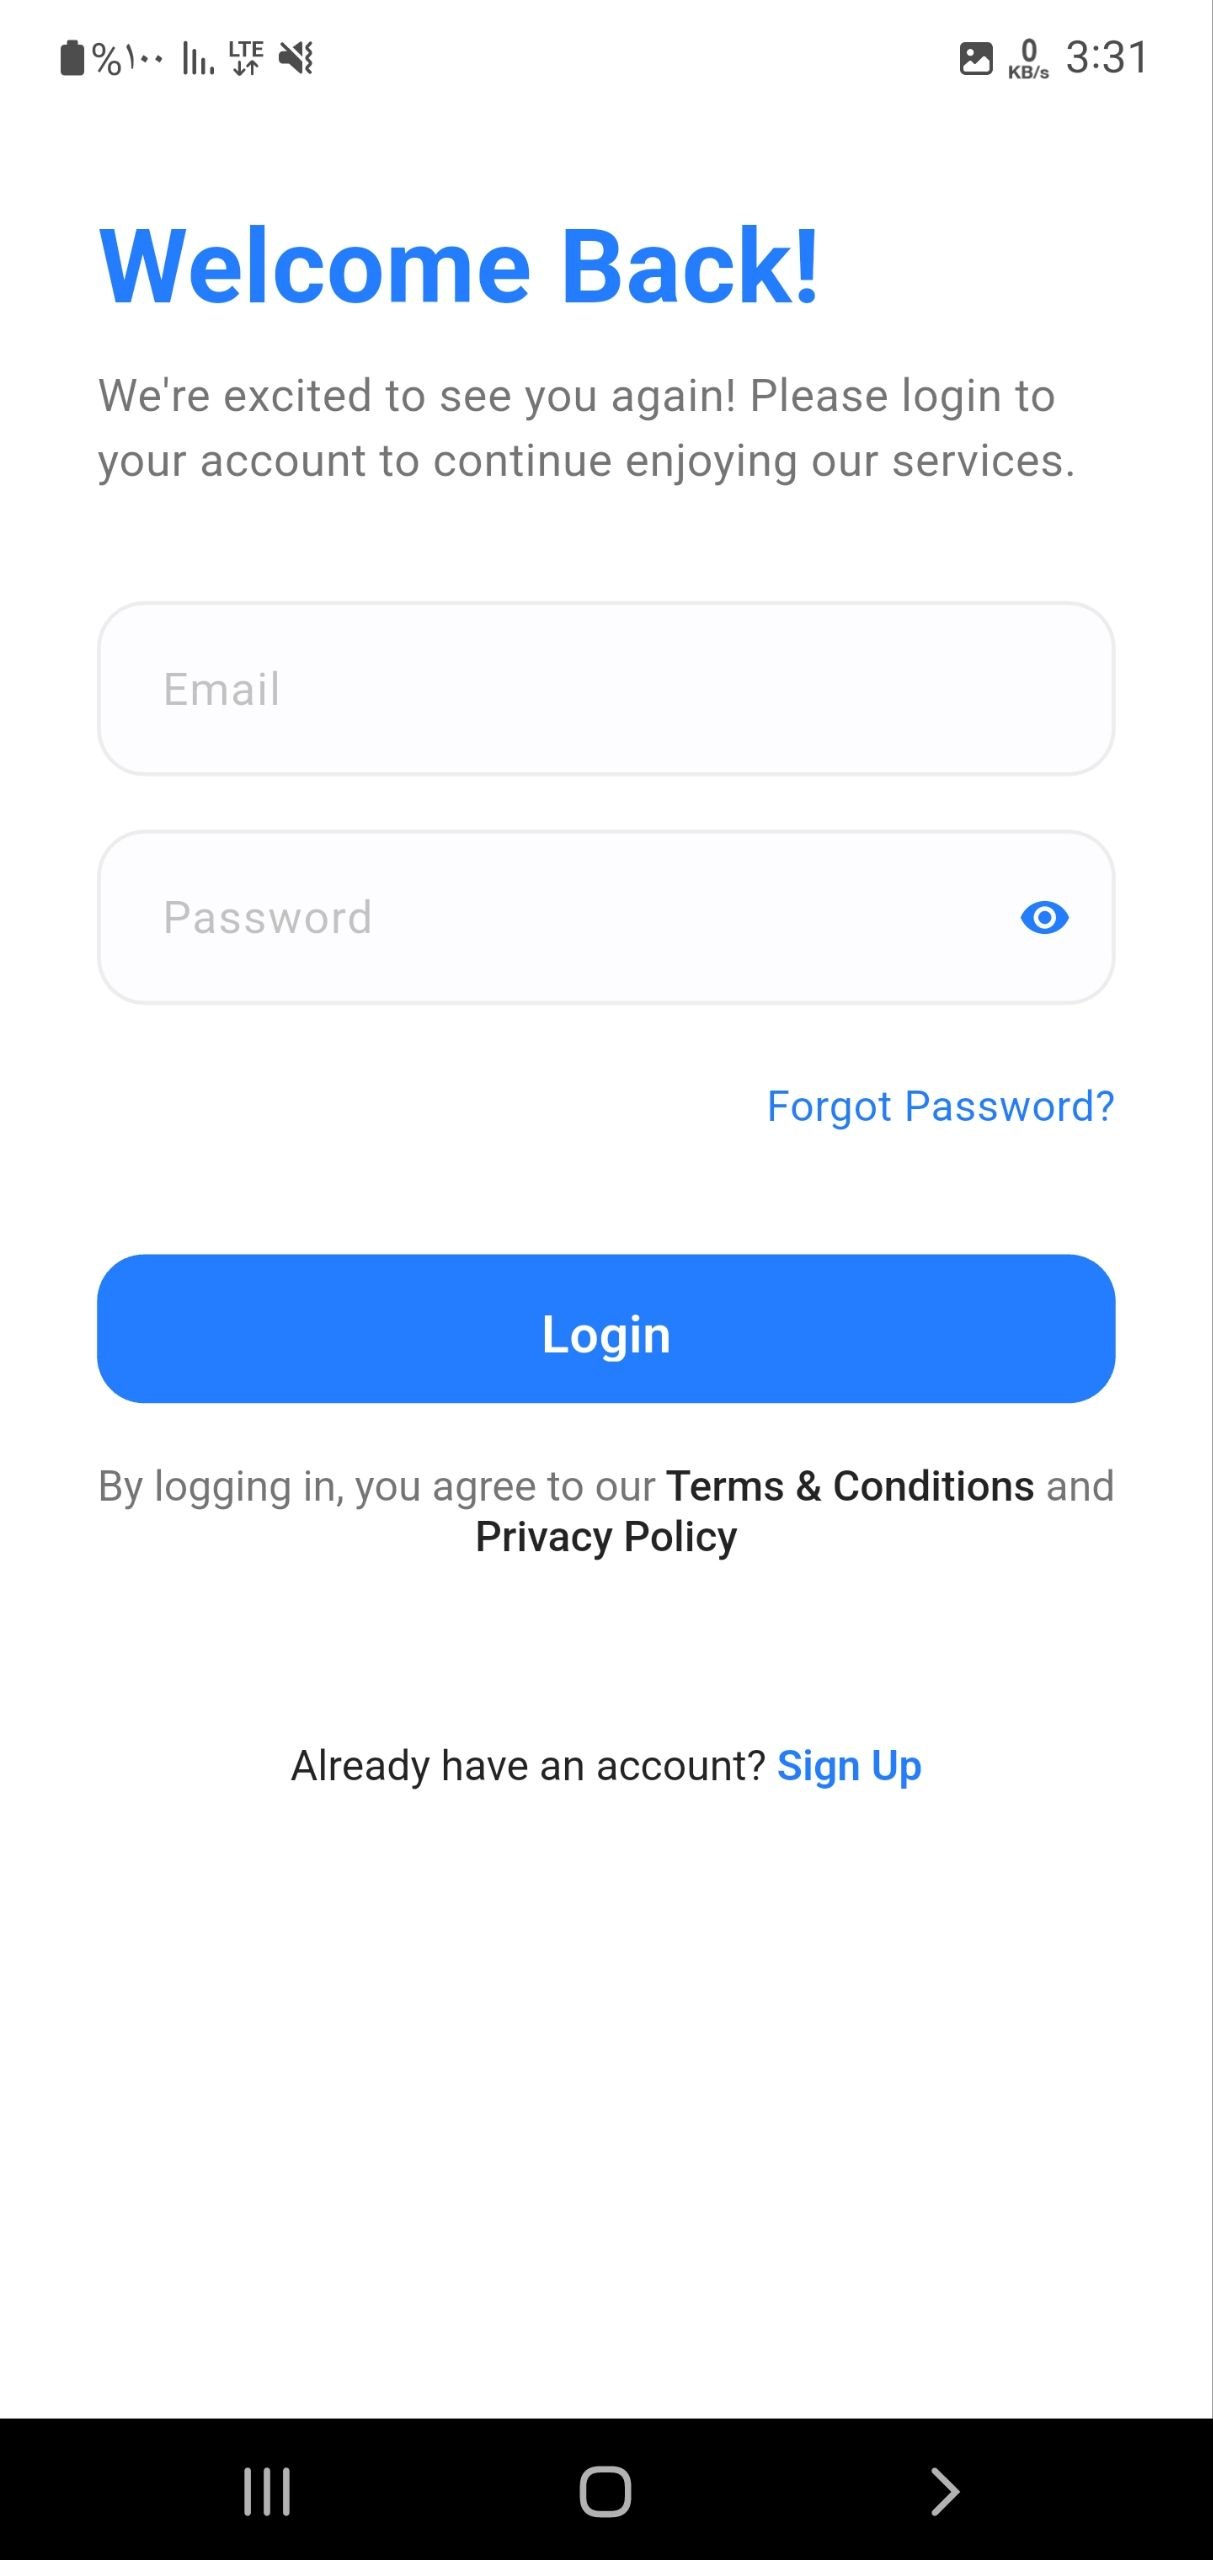 %١٠٠ LTE 0 KB/s 3:31
Welcome Back!
We're excited to see you again! Please login to
your account to continue enjoying our services.
Email
Password
Forgot Password?
Login
By logging in, you agree to our Terms & Conditions and
Privacy Policy
Already have an account? Sign Up